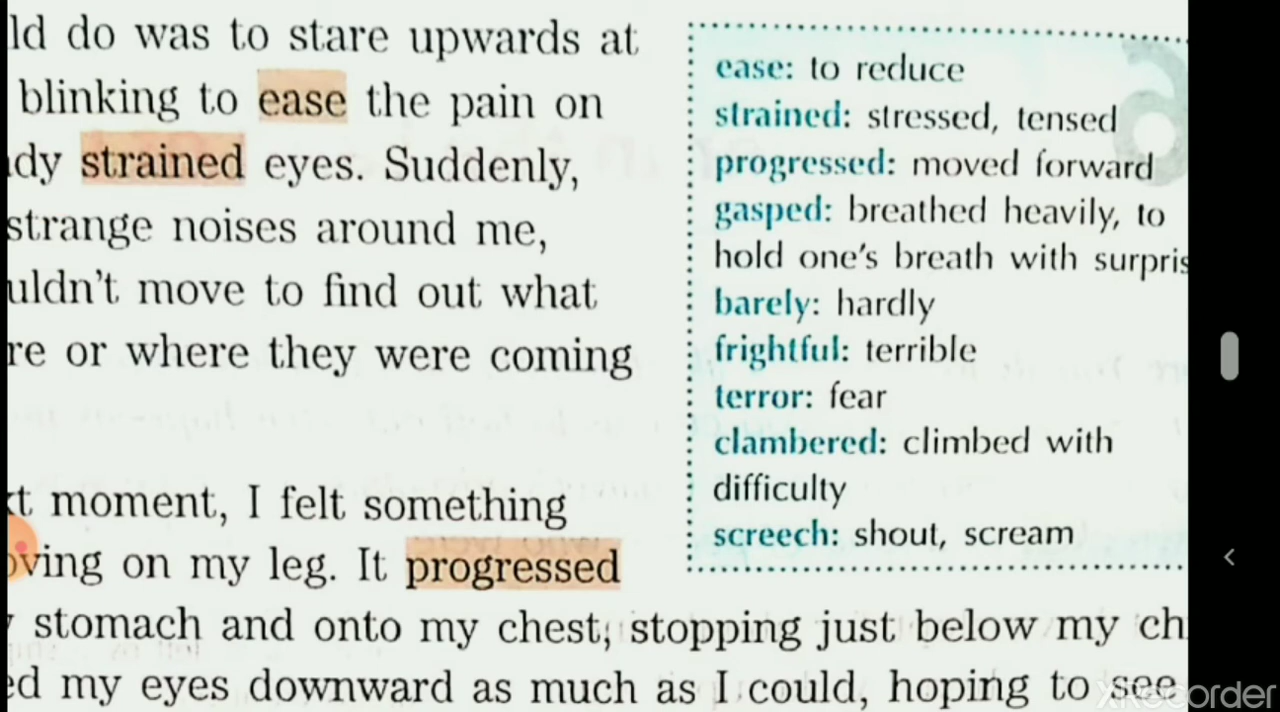 ld do was to stare upwards at
blinking to ease the pain on
dy strained eyes. Suddenly,
strange noises around me,
uldn't move to find out what
re or where they were coming
t moment, I felt something
ving on my leg. It progressed
stomach and onto my chest; stopping just below my ch
ed my eyes downward as much as I could, hoping to see
ease: to reduce
strained: stressed, tensed
progressed: moved forward
gasped: breathed heavily, to
hold one's breath with surpris
barely: hardly
frightful: terrible
terror: fear
clambered: climbed with
difficulty
screech: shout, scream
6
XRecorder